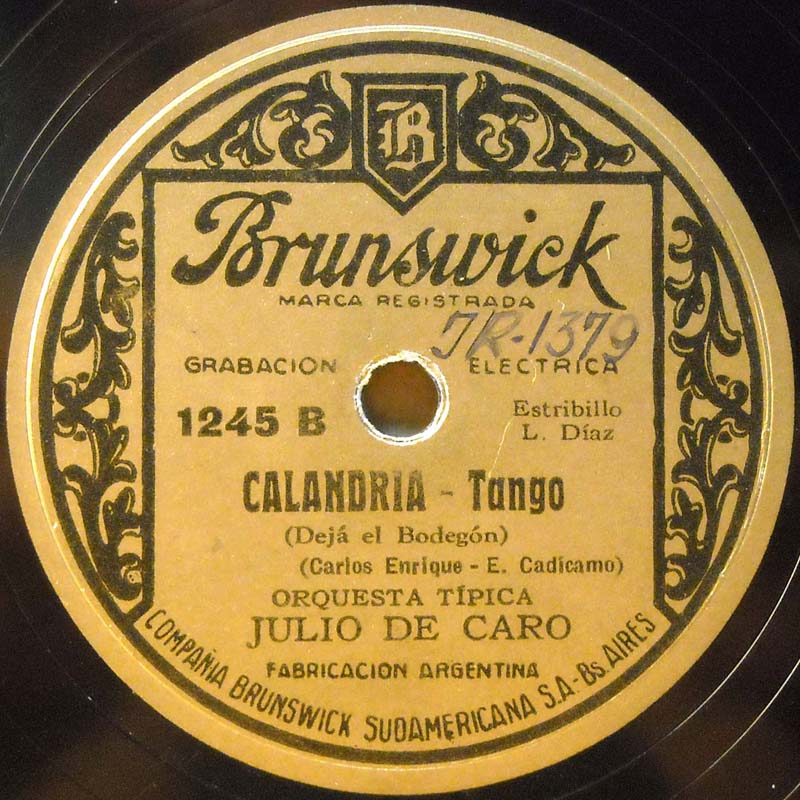 B
Brunswick
MARCA REGISTRADA
JR-1379
GRABACION ELECTRICA
1245 B
Estribillo
L. Díaz
CALANDRIA - Tango
(Dejá el Bodegón)
(Carlos Enrique - E. Cadícamo)
ORQUESTA TÍPICA
JULIO DE CARO
FABRICACION ARGENTINA
COMPAÑIA BRUNSWICK SUDAMERICANA S.A.-Bs. AIRES